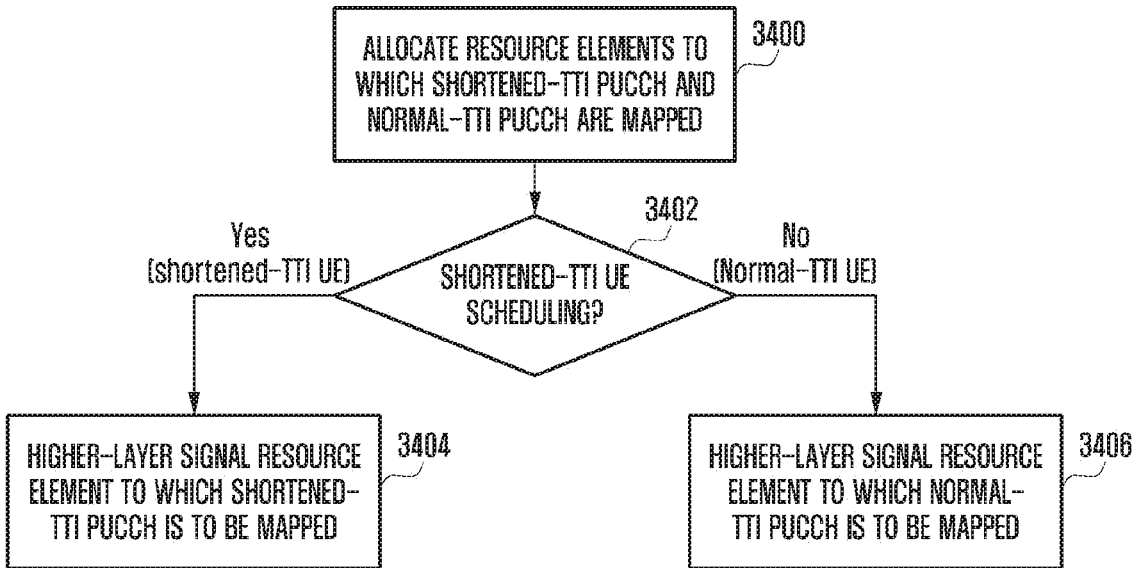 ALLOCATE RESOURCE ELEMENTS TO
WHICH SHORTENED-TTI PUCCH AND
NORMAL-TTI PUCCH ARE MAPPED
3400
3402
Yes
(shortened-TTI UE)
SHORTENED-TTI UE
SCHEDULING?
No
(Normal-TTI UE)
HIGHER-LAYER SIGNAL RESOURCE
ELEMENT TO WHICH SHORTENED-
TTI PUCCH IS TO BE MAPPED
3404
HIGHER-LAYER SIGNAL RESOURCE
ELEMENT TO WHICH NORMAL-
TTI PUCCH IS TO BE MAPPED
3406